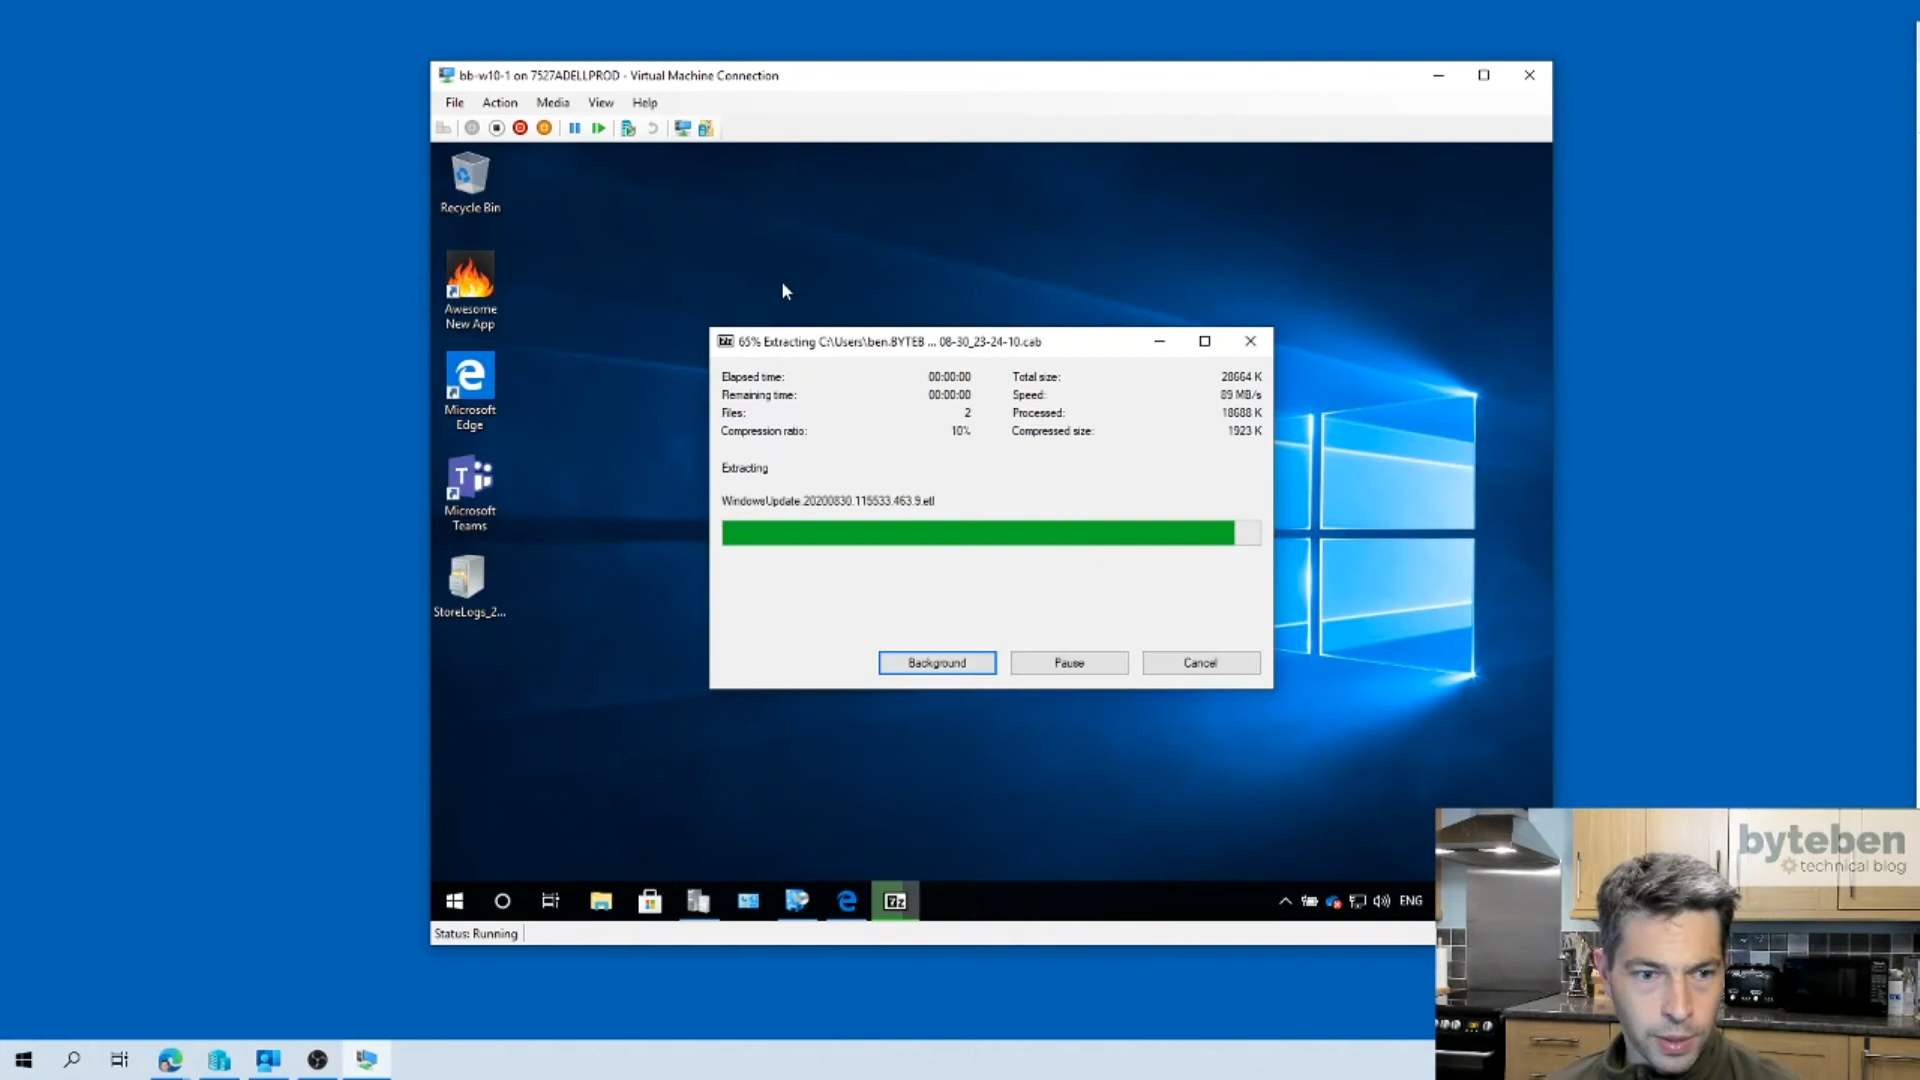 bb-w10-1 on 7527ADELLPROD - Virtual Machine Connection
File Action Media View Help
Recycle Bin
Awesome
New App
Microsoft
Edge
Microsoft
Teams
StoreLogs_2...
7z 65% Extracting C:\Users\ben.BYTEB ... 08-30_23-24-10.cab
Elapsed time: 00:00:00 Total size: 28664 K
Remaining time: 00:00:00 Speed: 89 MB/s
Files: 2 Processed: 18688 K
Compression ratio: 10% Compressed size: 1923 K
Extracting
WindowsUpdate.20200830.115533.463.9.etl
Background Pause Cancel
7z ENG
Status: Running
byteben
technical blog